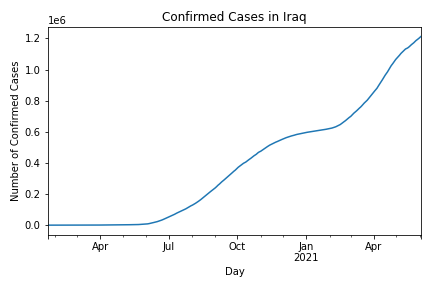 Confirmed Cases in Iraq
1e6
1.2
1.0
0.8
0.6
0.4
0.2
0.0
Number of Confirmed Cases
Apr Jul Oct Jan Apr
2021
Day